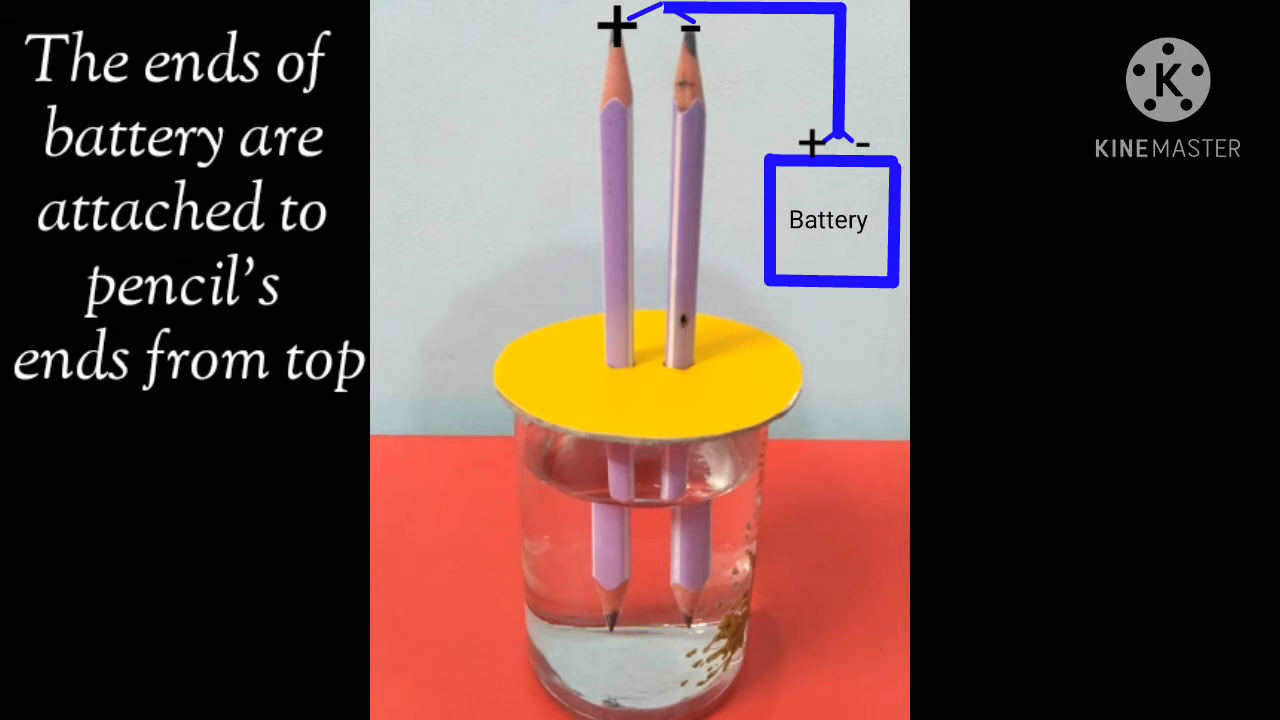 The ends of
battery are
attached to
pencil's
ends from top
+ -
+ -
Battery
K
KINEMASTER